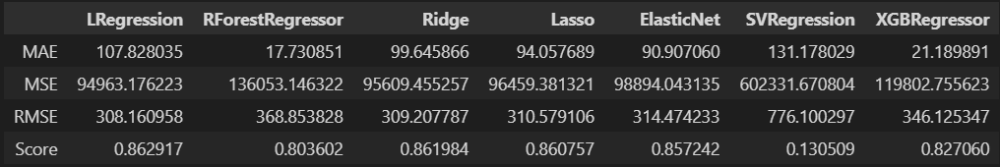 LRegression RForestRegressor Ridge Lasso ElasticNet SVRegression XGBRegressor
MAE 107.828035 17.730851 99.645866 94.057689 90.907060 131.178029 21.189891
MSE 94963.176223 136053.146322 95609.455257 96459.381321 98894.043135 602331.670804 119802.755623
RMSE 308.160958 368.853828 309.207787 310.579106 314.474233 776.100297 346.125347
Score 0.862917 0.803602 0.861984 0.860757 0.857242 0.130509 0.827060